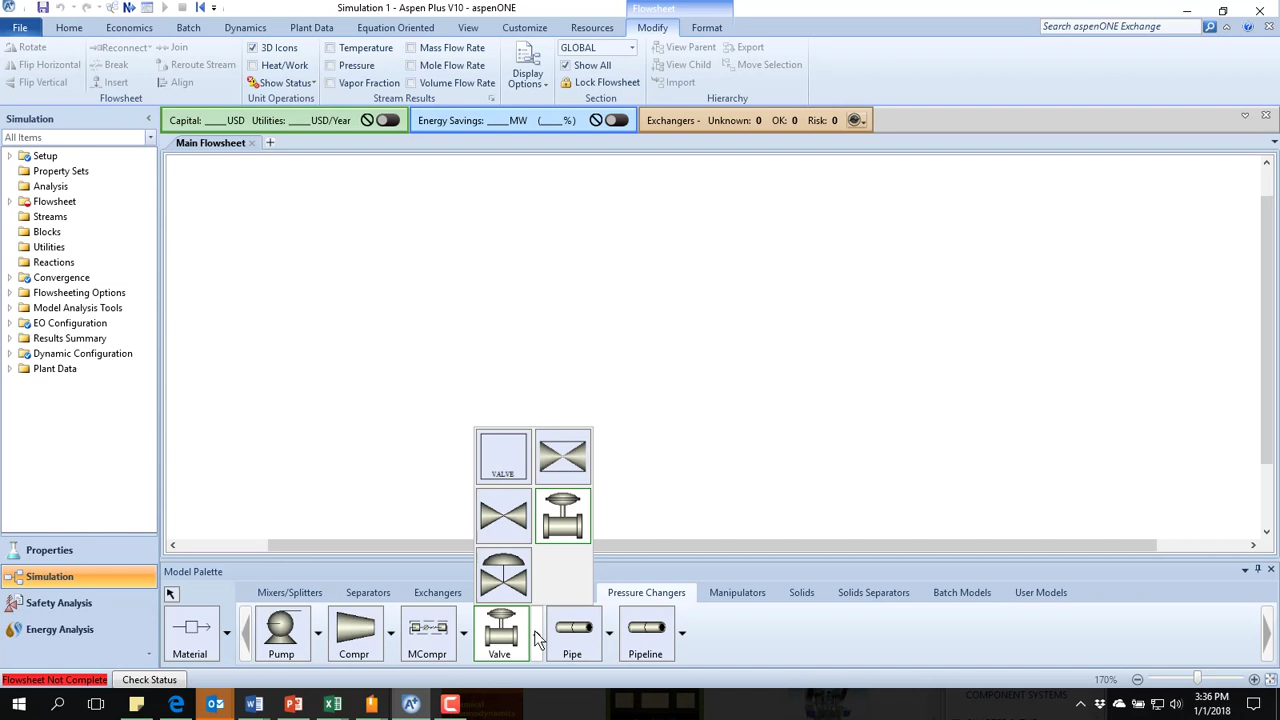 Simulation 1 - Aspen Plus V10 - aspenONE
Flowsheet
File Home Economics Batch Dynamics Plant Data Equation Oriented View Customize Resources Modify Format
Search aspenONE Exchange
Rotate Reconnect Join 3D Icons Temperature Mass Flow Rate GLOBAL View Parent Export
Flip Horizontal Break Reroute Stream Heat/Work Pressure Mole Flow Rate Display Show All View Child Move Selection
Flip Vertical Insert Align Show Status Vapor Fraction Volume Flow Rate Options Lock Flowsheet Import
Flowsheet Unit Operations Stream Results Section Hierarchy
Simulation
Capital: ____USD Utilities: ____USD/Year
Energy Savings: ____MW (____%)
Exchangers - Unknown: 0 OK: 0 Risk: 0
All Items
Main Flowsheet
Setup
Property Sets
Analysis
Flowsheet
Streams
Blocks
Utilities
Reactions
Convergence
Flowsheeting Options
Model Analysis Tools
EO Configuration
Results Summary
Dynamic Configuration
Plant Data
VALVE
Properties
Simulation
Safety Analysis
Energy Analysis
Model Palette
Mixers/Splitters Separators Exchangers Pressure Changers Manipulators Solids Solids Separators Batch Models User Models
Material Pump Compr MCompr Valve Pipe Pipeline
Flowsheet Not Complete Check Status 170%
COMPONENT SYSTEMS
3:36 PM
1/1/2018